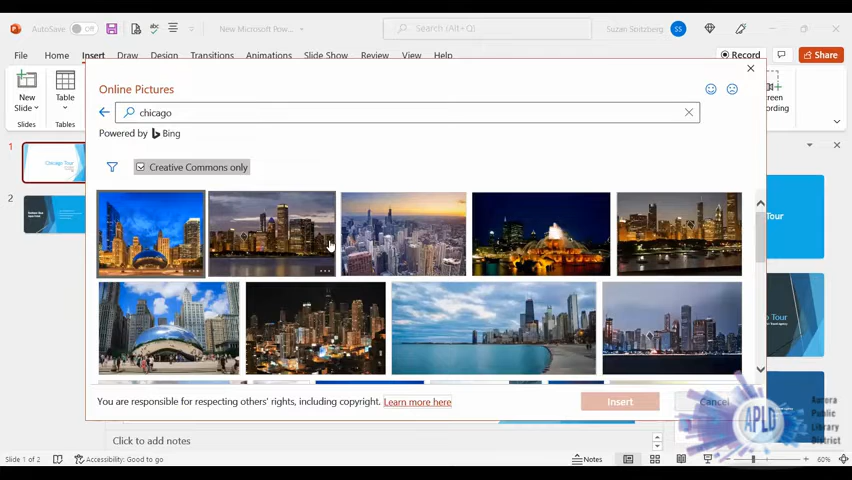 AutoSave Off New Microsoft Pow... Search (Alt+Q) Suzan Spitzberg SS
File Home Insert Draw Design Transitions Animations Slide Show Review View Help Record Share
New Slide
Table
Slides Tables
Online Pictures
chicago
Powered by Bing
Creative Commons only
1
Chicago Tour
2
You are responsible for respecting others' rights, including copyright. Learn more here
Insert Cancel
Click to add notes
Slide 1 of 2 Accessibility: Good to go Notes 60%
APLD
Aurora
Public
Library
District